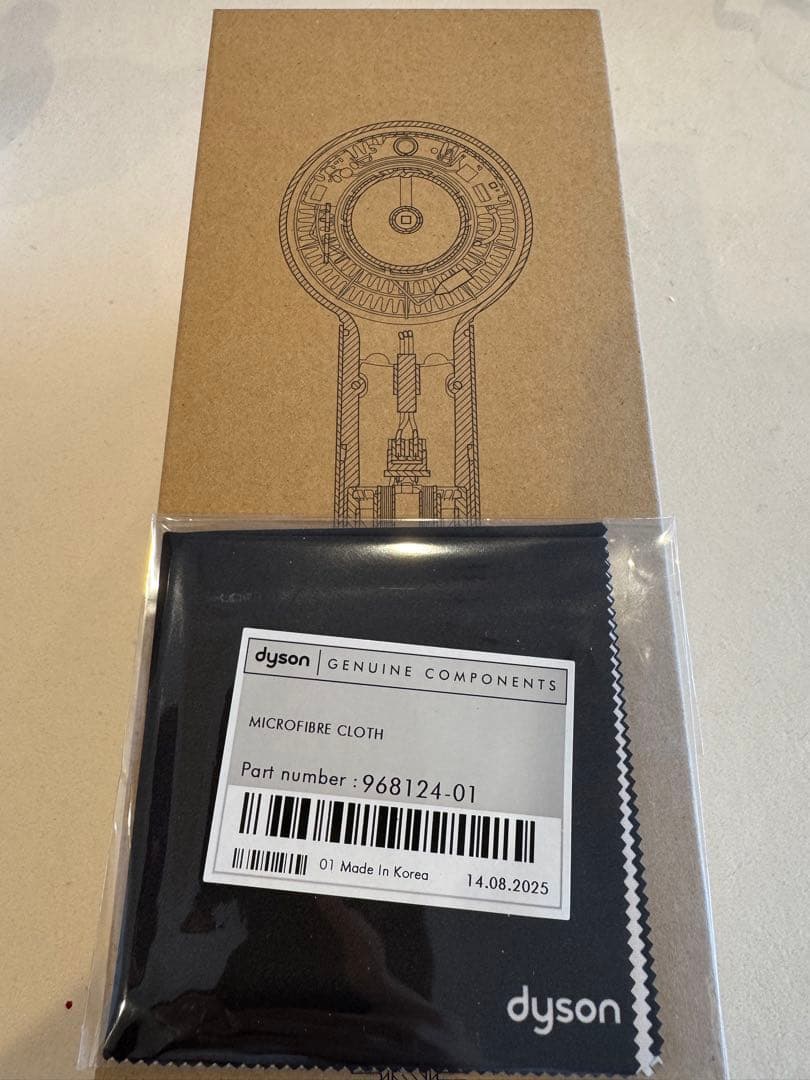 dyson | GENUINE COMPONENTS
MICROFIBRE CLOTH
Part number : 968124-01
01 Made In Korea 14.08.2025
dyson